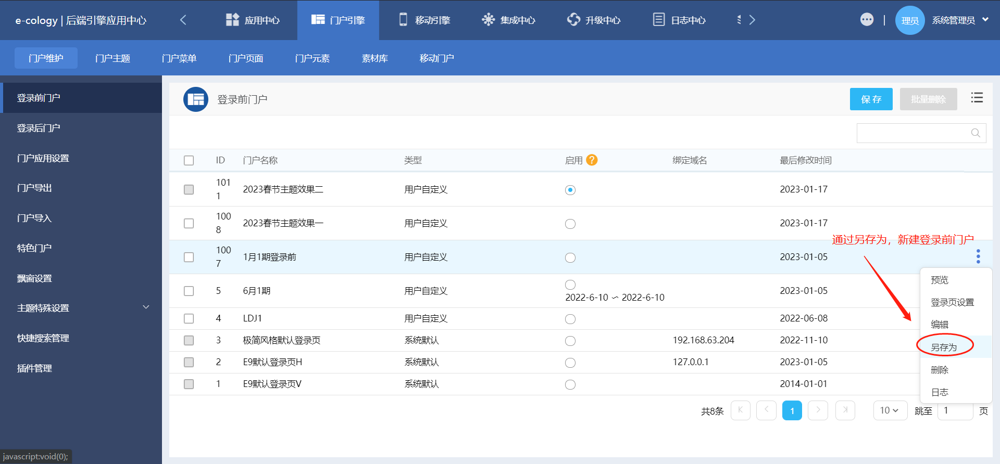 e-cology | 后端引擎应用中心
应用中心
门户引擎
移动引擎
集成中心
升级中心
日志中心
理员
系统管理员
门户维护
门户主题
门户菜单
门户页面
门户元素
素材库
移动门户
登录前门户
登录后门户
门户应用设置
门户导出
门户导入
特色门户
飘窗设置
主题特殊设置
快捷搜索管理
插件管理
登录前门户
保 存
批量删除
ID 门户名称 类型 启用 ? 绑定域名 最后修改时间
1011 2023春节主题效果二 用户自定义 2023-01-17
1008 2023春节主题效果一 用户自定义 2023-01-17
通过另存为，新建登录前门户
1007 1月1期登录前 用户自定义 2023-01-05
5 6月1期 用户自定义 2022-6-10 ~ 2022-6-10 2023-01-05
4 LDJ1 用户自定义 2022-06-08
3 极简风格默认登录页 系统默认 192.168.63.204 2022-11-10
2 E9默认登录页H 系统默认 127.0.0.1 2023-01-05
1 E9默认登录页V 系统默认 2014-01-01
预览
登录页设置
编辑
另存为
删除
日志
共8条 1 10 跳至 1 页
javascript:void(0);